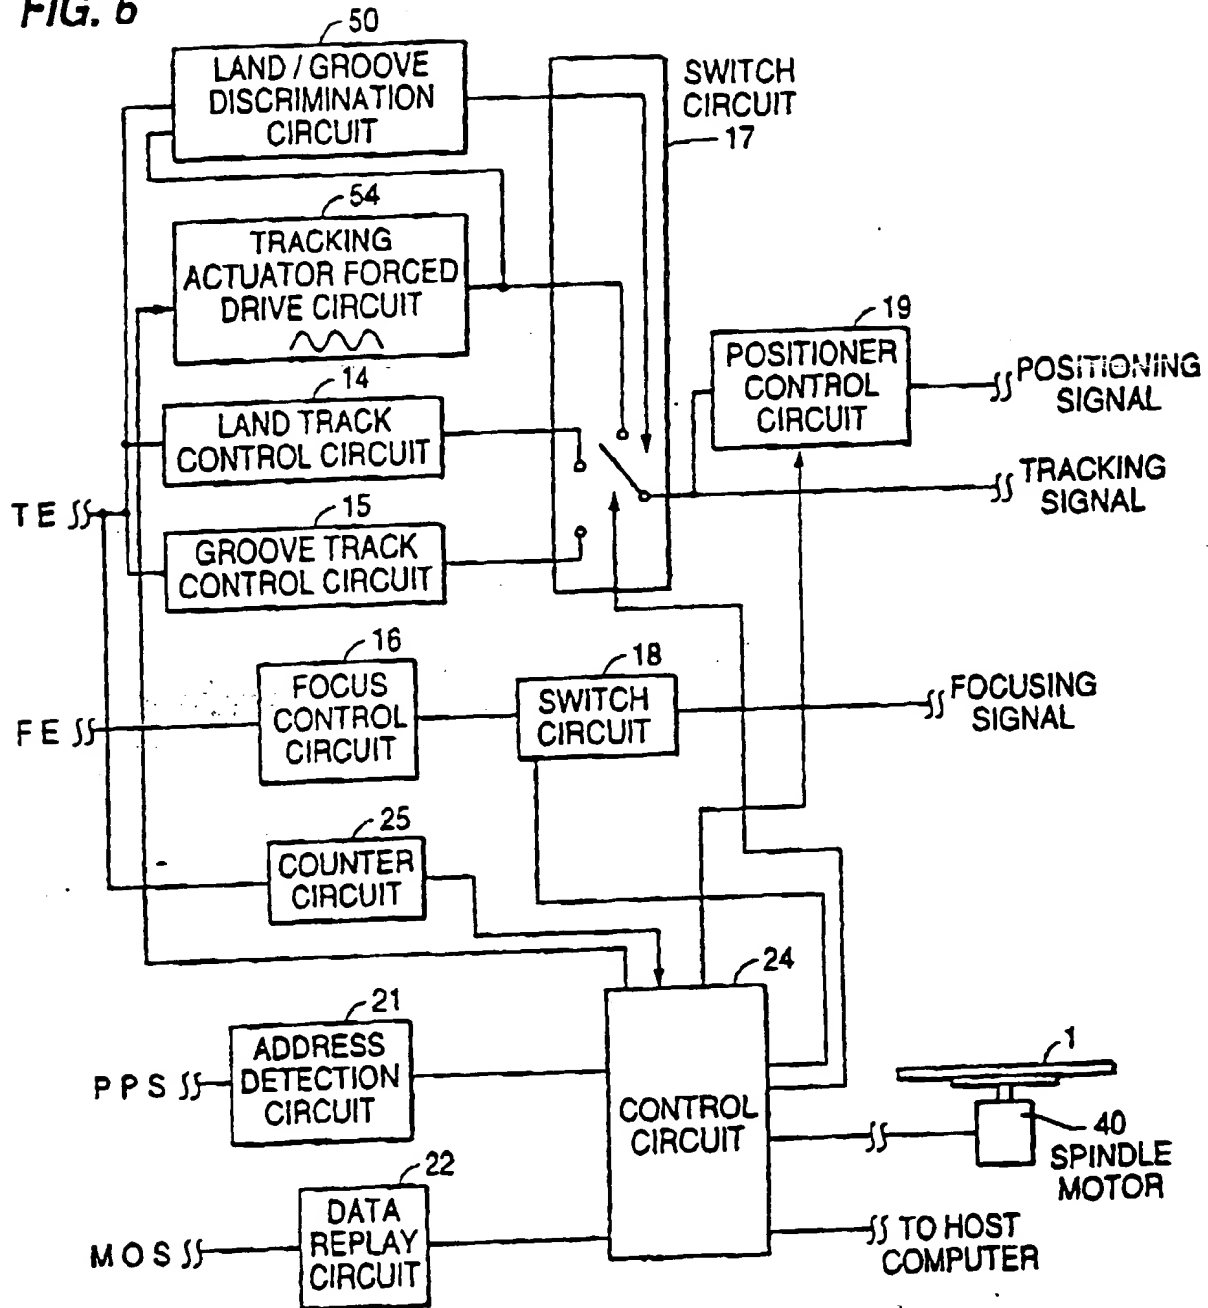 FIG. 6
50
LAND / GROOVE
DISCRIMINATION
CIRCUIT
SWITCH
CIRCUIT
17
54
TRACKING
ACTUATOR FORCED
DRIVE CIRCUIT
19
POSITIONER
CONTROL
CIRCUIT
POSITIONING
SIGNAL
14
LAND TRACK
CONTROL CIRCUIT
TRACKING
SIGNAL
TE
15
GROOVE TRACK
CONTROL CIRCUIT
16
FOCUS
CONTROL
CIRCUIT
18
SWITCH
CIRCUIT
FOCUSING
SIGNAL
FE
25
COUNTER
CIRCUIT
24
CONTROL
CIRCUIT
21
ADDRESS
DETECTION
CIRCUIT
PPS
1
40
SPINDLE
MOTOR
22
DATA
REPLAY
CIRCUIT
MOS
TO HOST
COMPUTER